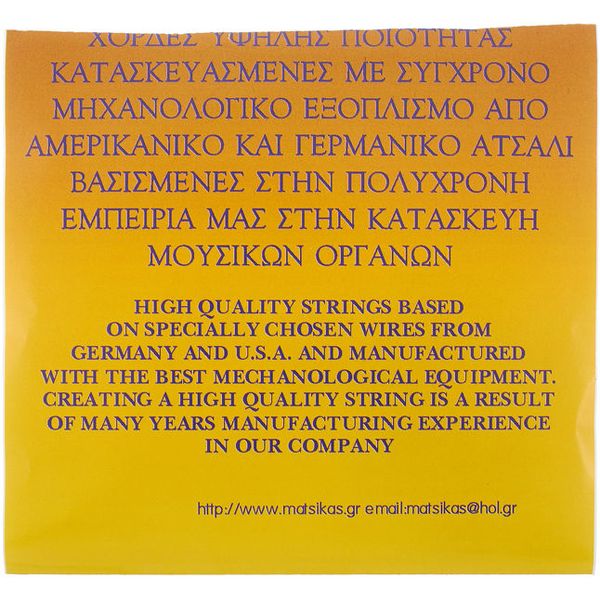 ΧΟΡΔΕΣ ΥΨΗΛΗΣ ΠΟΙΟΤΗΤΑΣ
ΚΑΤΑΣΚΕΥΑΣΜΕΝΕΣ ΜΕ ΣΥΓΧΡΟΝΟ
ΜΗΧΑΝΟΛΟΓΙΚΟ ΕΞΟΠΛΙΣΜΟ ΑΠΟ
ΑΜΕΡΙΚΑΝΙΚΟ ΚΑΙ ΓΕΡΜΑΝΙΚΟ ΑΤΣΑΛΙ
ΒΑΣΙΣΜΕΝΕΣ ΣΤΗΝ ΠΟΛΥΧΡΟΝΗ
ΕΜΠΕΙΡΙΑ ΜΑΣ ΣΤΗΝ ΚΑΤΑΣΚΕΥΗ
ΜΟΥΣΙΚΩΝ ΟΡΓΑΝΩΝ
HIGH QUALITY STRINGS BASED
ON SPECIALLY CHOSEN WIRES FROM
GERMANY AND U.S.A. AND MANUFACTURED
WITH THE BEST MECHANOLOGICAL EQUIPMENT.
CREATING A HIGH QUALITY STRING IS A RESULT
OF MANY YEARS MANUFACTURING EXPERIENCE
IN OUR COMPANY
http://www.matsikas.gr email:matsikas@hol.gr